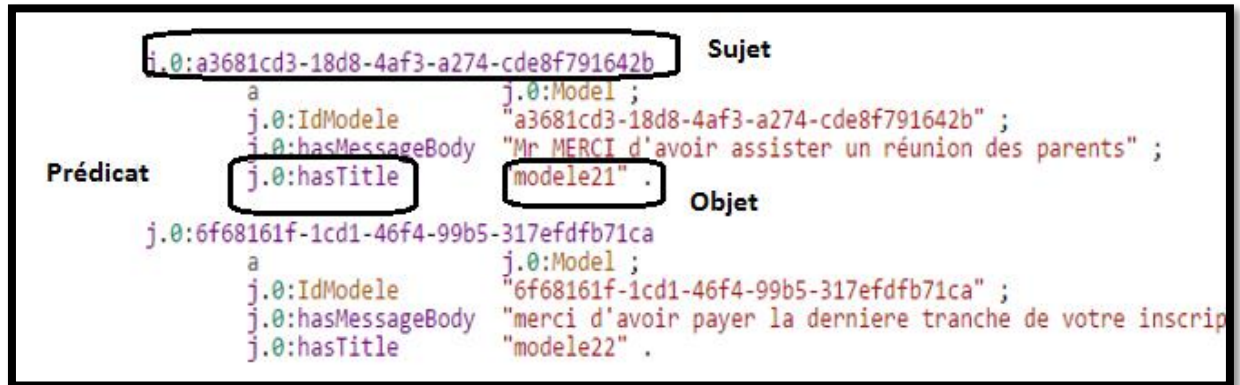 j.0:a3681cd3-18d8-4af3-a274-cde8f791642b Sujet
a j.0:Model ;
j.0:IdModele "a3681cd3-18d8-4af3-a274-cde8f791642b" ;
j.0:hasMessageBody "Mr MERCI d'avoir assister un réunion des parents" ;
Prédicat j.0:hasTitle "modele21" .
Objet
j.0:6f68161f-1cd1-46f4-99b5-317efdfb71ca
a j.0:Model ;
j.0:IdModele "6f68161f-1cd1-46f4-99b5-317efdfb71ca" ;
j.0:hasMessageBody "merci d'avoir payer la derniere tranche de votre inscrip
j.0:hasTitle "modele22" .